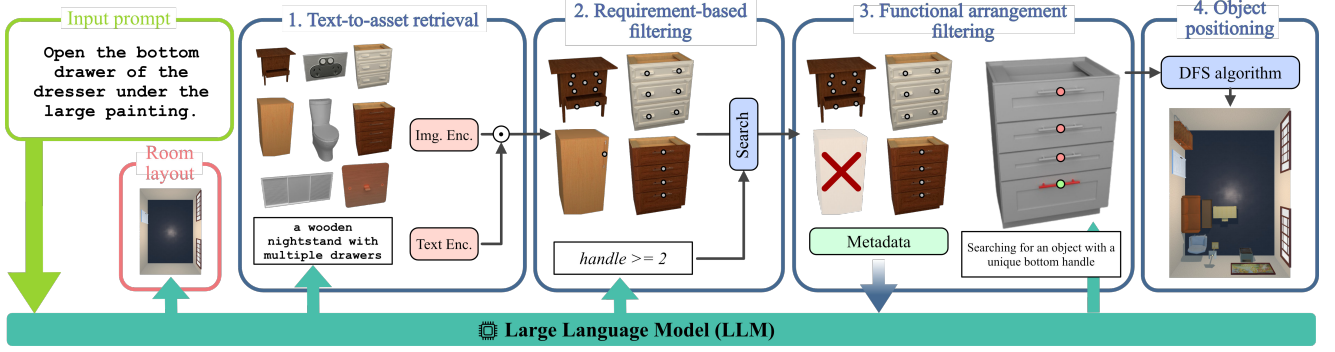 Input prompt
Open the bottom
drawer of the
dresser under the
large painting.
Room
layout
1. Text-to-asset retrieval
Img. Enc.
Text Enc.
a wooden
nightstand with
multiple drawers
2. Requirement-based
filtering
Search
handle >= 2
3. Functional arrangement
filtering
Metadata
Searching for an object with a
unique bottom handle
4. Object
positioning
DFS algorithm
Large Language Model (LLM)